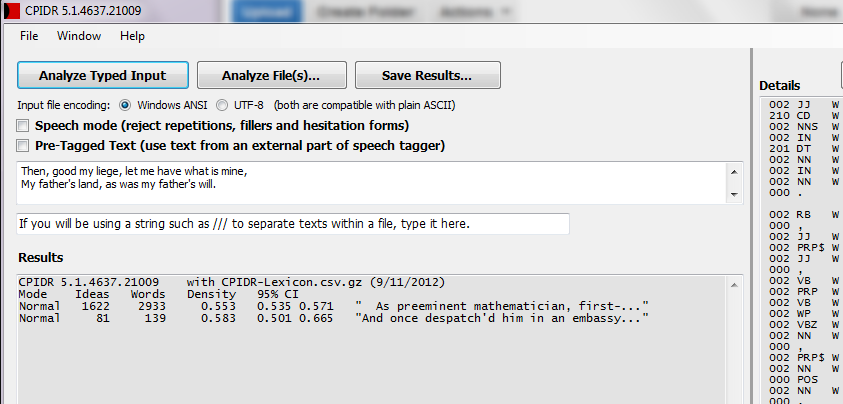 CPIDR 5.1.4637.21009
Upload Create Folder Actions None
File Window Help
Analyze Typed Input Analyze File(s)... Save Results...
Input file encoding: Windows ANSI UTF-8 (both are compatible with plain ASCII)
Speech mode (reject repetitions, fillers and hesitation forms)
Pre-Tagged Text (use text from an external part of speech tagger)
Then, good my liege, let me have what is mine,
My father's land, as was my father's will.
If you will be using a string such as /// to separate texts within a file, type it here.
Results
CPIDR 5.1.4637.21009 with CPIDR-Lexicon.csv.gz (9/11/2012)
Mode Ideas Words Density 95% CI
Normal 1622 2933 0.553 0.535 0.571 " As preeminent mathematician, first-..."
Normal 81 139 0.583 0.501 0.665 "And once despatch'd him in an embassy..."
Details
002 JJ W
210 CD W
002 NNS W
002 IN W
201 DT W
002 NN W
002 IN W
002 NN W
000 .
002 RB W
000 ,
002 JJ W
002 PRP$ W
002 JJ W
000 ,
002 VB W
002 PRP W
002 VB W
002 WP W
002 VBZ W
002 NN W
000 ,
002 PRP$ W
002 NN W
000 POS
002 NN W
000 ,